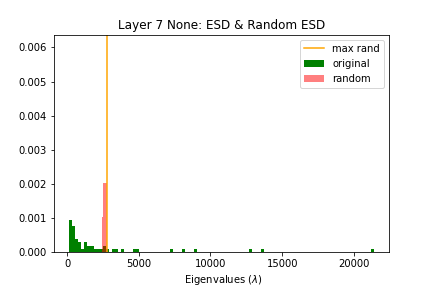 Layer 7 None: ESD & Random ESD
0.006
0.005
0.004
0.003
0.002
0.001
0.000
max rand
original
random
0
5000
10000
15000
20000
Eigenvalues (λ)